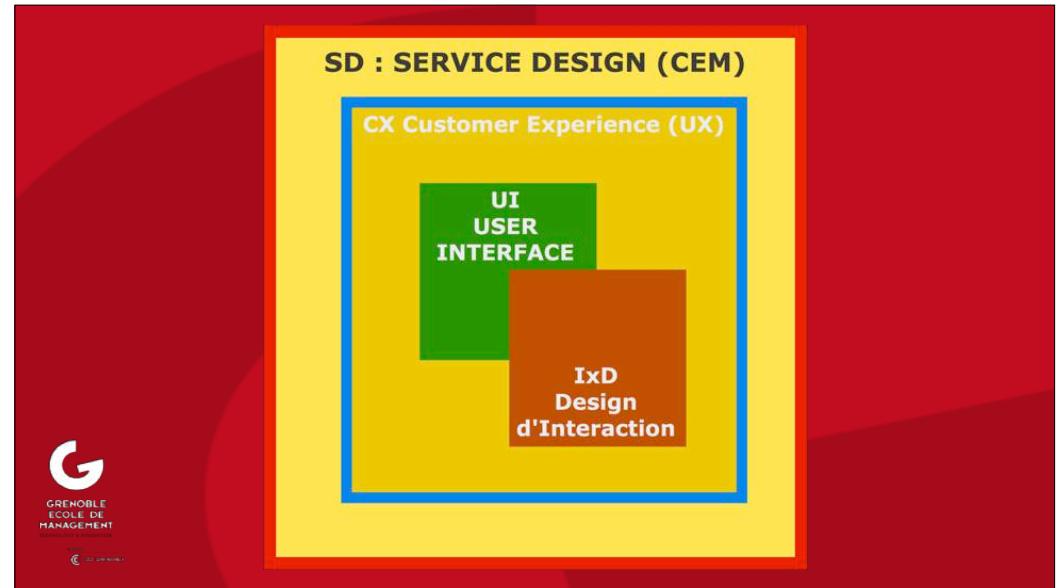 SD : SERVICE DESIGN (CEM)
CX Customer Experience (UX)
UI
USER
INTERFACE
IxD
Design
d'Interaction
GRENOBLE
ECOLE DE
MANAGEMENT